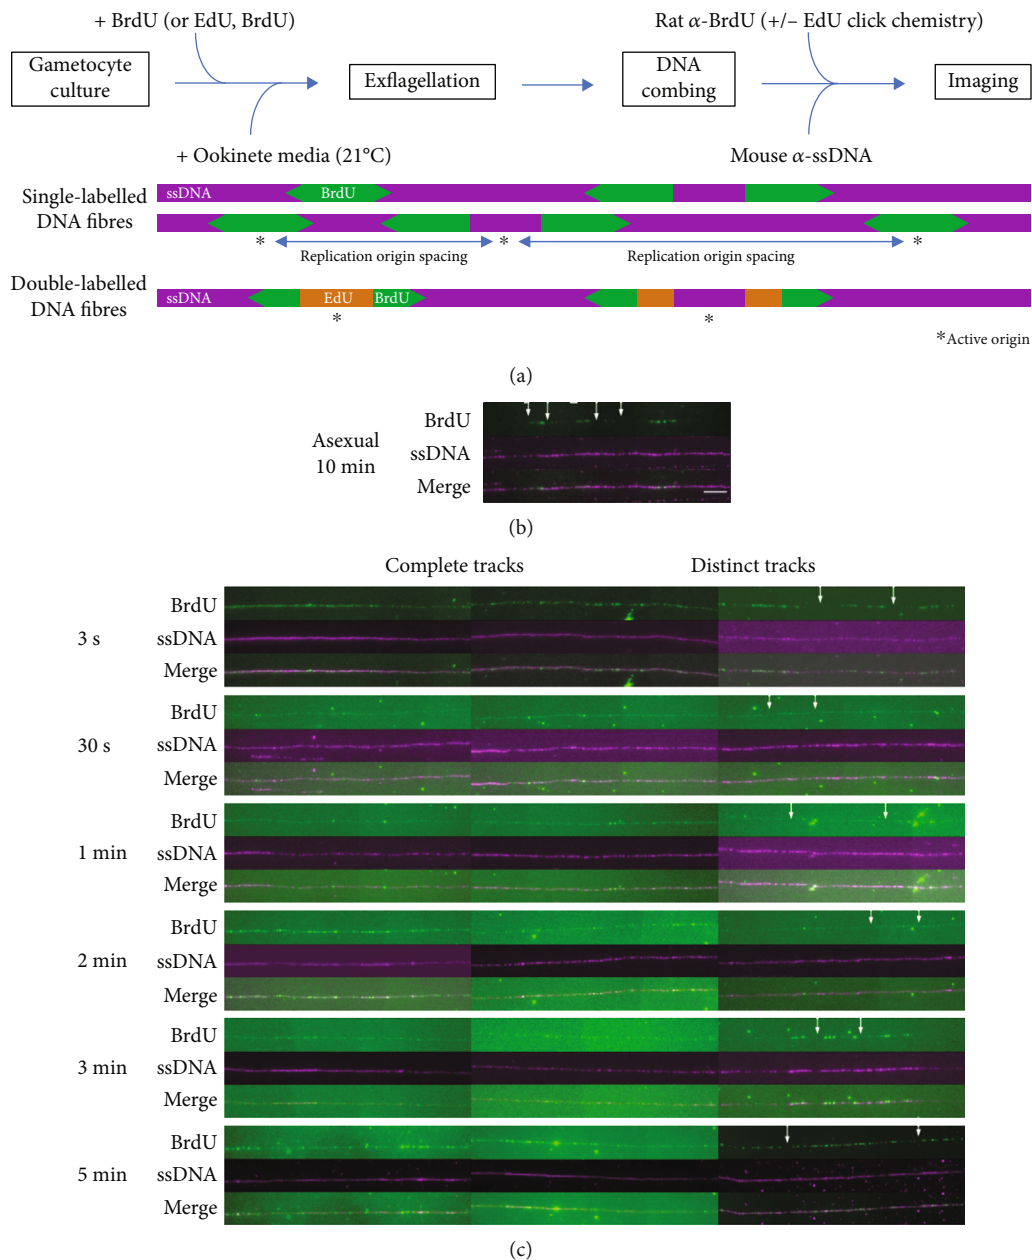 + BrdU (or EdU, BrdU)
Rat α-BrdU (+/– EdU click chemistry)
Gametocyte
culture
Exflagellation
DNA
combing
Imaging
+ Ookinete media (21°C)
Mouse α-ssDNA
Single-labelled
DNA fibres
ssDNA
BrdU
*
*
*
Replication origin spacing
Replication origin spacing
Double-labelled
DNA fibres
ssDNA
EdU
BrdU
*
*
*Active origin
(a)
Asexual
10 min
BrdU
ssDNA
Merge
(b)
Complete tracks
Distinct tracks
3 s
BrdU
ssDNA
Merge
30 s
BrdU
ssDNA
Merge
1 min
BrdU
ssDNA
Merge
2 min
BrdU
ssDNA
Merge
3 min
BrdU
ssDNA
Merge
5 min
BrdU
ssDNA
Merge
(c)